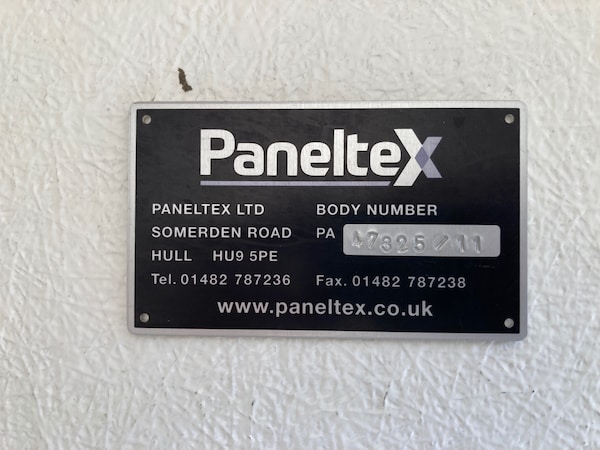 Paneltex
PANELTEX LTD
SOMERDEN ROAD
HULL HU9 5PE
BODY NUMBER
PA 47325/11
Tel. 01482 787236 Fax. 01482 787238
www.paneltex.co.uk